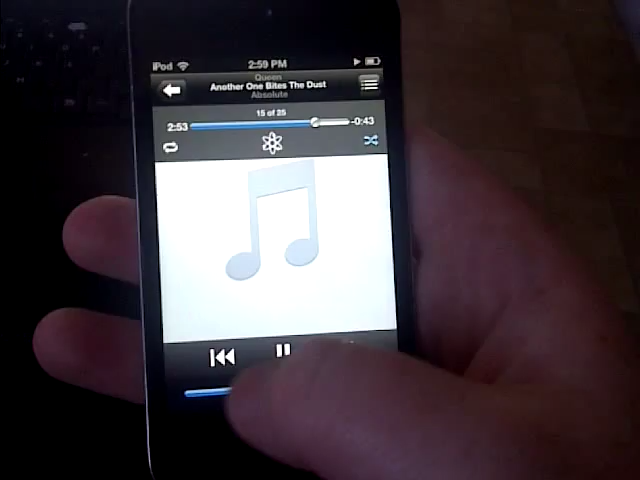 iPod 2:59 PM
Queen
Another One Bites The Dust
Absolute
15 of 25
2:53 -0:43